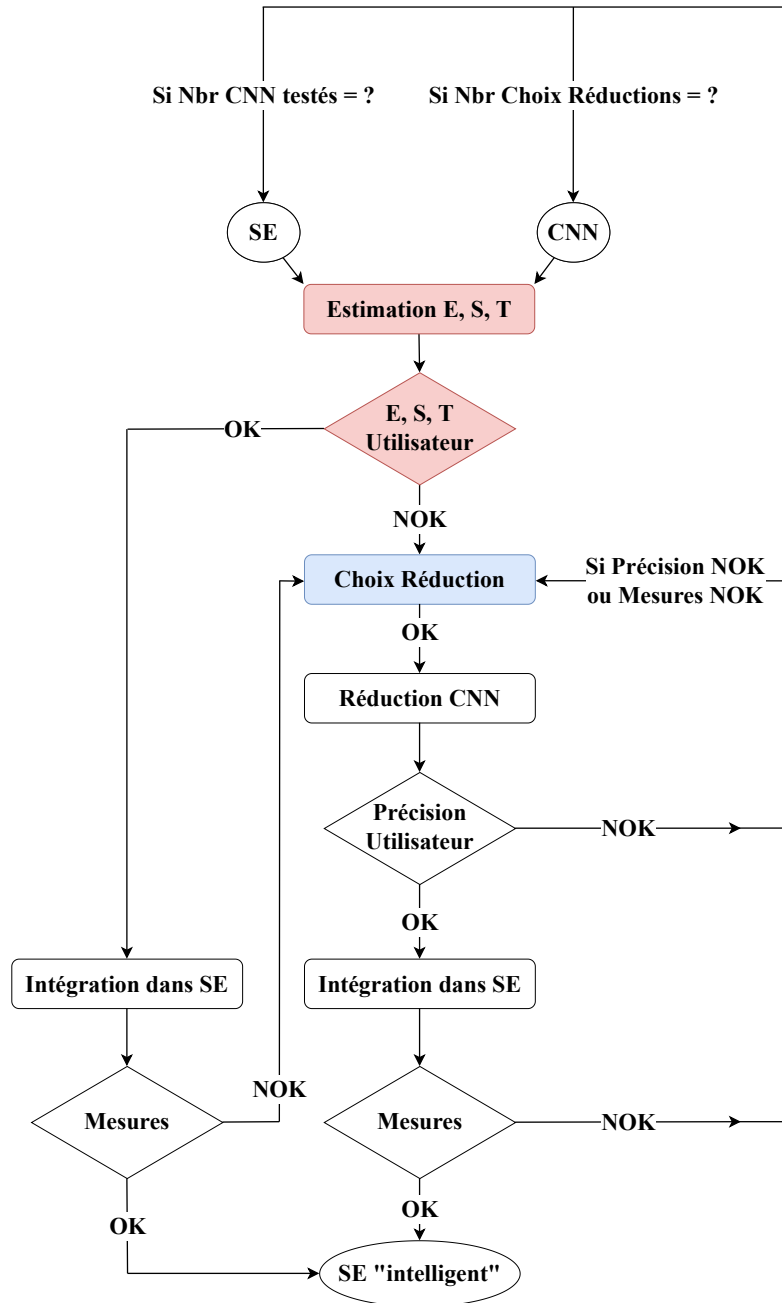 Si Nbr CNN testés = ?
Si Nbr Choix Réductions = ?
SE
CNN
Estimation E, S, T
E, S, T
Utilisateur
OK
NOK
Choix Réduction
Si Précision NOK
ou Mesures NOK
OK
Réduction CNN
Précision
Utilisateur
NOK
OK
Intégration dans SE
Intégration dans SE
NOK
Mesures
Mesures
NOK
OK
OK
SE "intelligent"